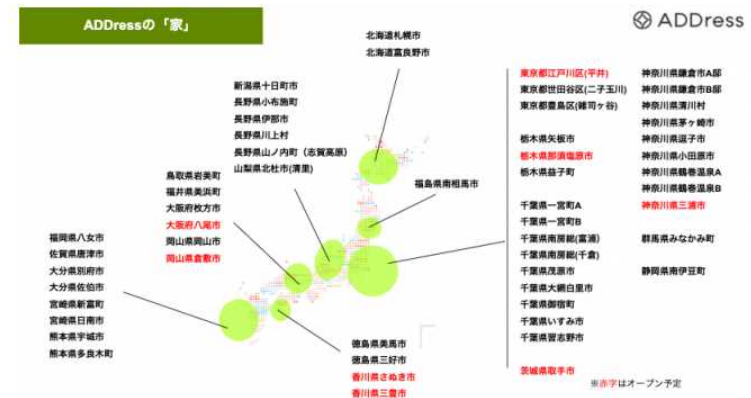 ADDressの「家」
ADDress
北海道札幌市
北海道富良野市
新潟県十日町市
長野県小布施町
長野県伊那市
長野県川上村
長野県山ノ内町（志賀高原）
山梨県北杜市(清里)
鳥取県岩美町
福井県美浜町
大阪府枚方市
大阪府八尾市
岡山県岡山市
岡山県倉敷市
福島県南相馬市
福岡県八女市
佐賀県唐津市
大分県別府市
大分県佐伯市
宮崎県新富町
宮崎県日南市
熊本県宇城市
熊本県多良木町
徳島県美馬市
徳島県三好市
香川県さぬき市
香川県三豊市
東京都江戸川区(平井)
東京都世田谷区(二子玉川)
東京都豊島区(雑司ヶ谷)
栃木県矢板市
栃木県那須塩原市
栃木県益子町
千葉県一宮町A
千葉県一宮町B
千葉県南房総(富浦)
千葉県南房総(千倉)
千葉県茂原市
千葉県大網白里市
千葉県御宿町
千葉県いすみ市
千葉県習志野市
茨城県取手市
神奈川県鎌倉市A邸
神奈川県鎌倉市B邸
神奈川県清川村
神奈川県茅ヶ崎市
神奈川県逗子市
神奈川県小田原市
神奈川県鶴巻温泉A
神奈川県鶴巻温泉B
神奈川県三浦市
群馬県みなかみ町
静岡県南伊豆町
※赤字はオープン予定